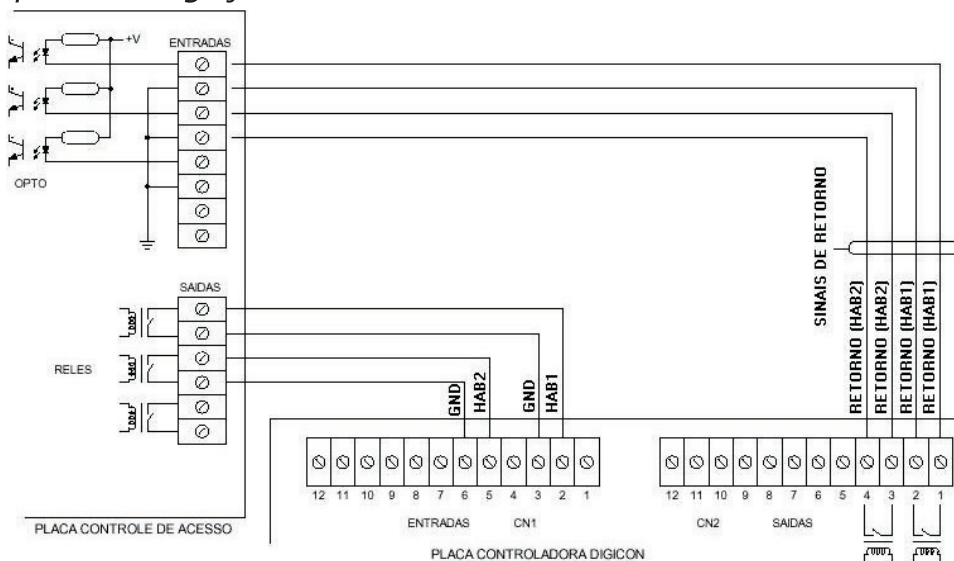 +V
ENTRADAS
OPTO
SAIDAS
RELES
PLACA CONTROLE DE ACESSO
SINAIS DE RETORNO
RETORNO (HAB2)
RETORNO (HAB2)
RETORNO (HAB1)
RETORNO (HAB1)
GND
HAB2
GND
HAB1
12 11 10 9 8 7 6 5 4 3 2 1
ENTRADAS CN1
12 11 10 9 8 7 6 5 4 3 2 1
CN2 SAIDAS
PLACA CONTROLADORA DIGICON